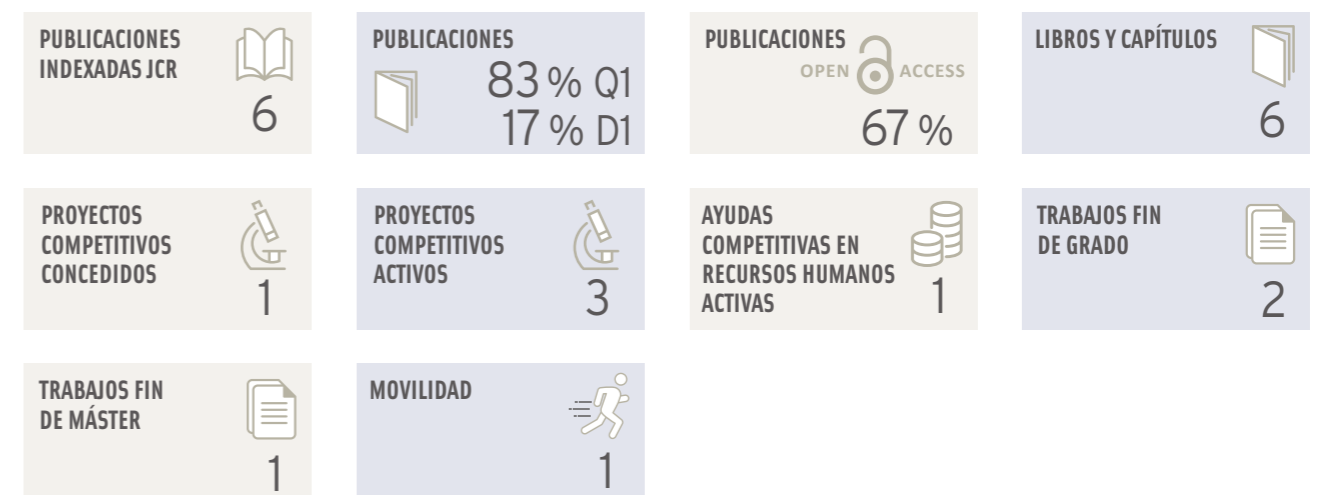 PUBLICACIONES
INDEXADAS JCR
6
PUBLICACIONES
83 % Q1
17 % D1
PUBLICACIONES
OPEN ACCESS
67 %
LIBROS Y CAPÍTULOS
6
PROYECTOS
COMPETITIVOS
CONCEDIDOS
1
PROYECTOS
COMPETITIVOS
ACTIVOS
3
AYUDAS
COMPETITIVAS EN
RECURSOS HUMANOS
ACTIVAS
1
TRABAJOS FIN
DE GRADO
2
TRABAJOS FIN
DE MÁSTER
1
MOVILIDAD
1